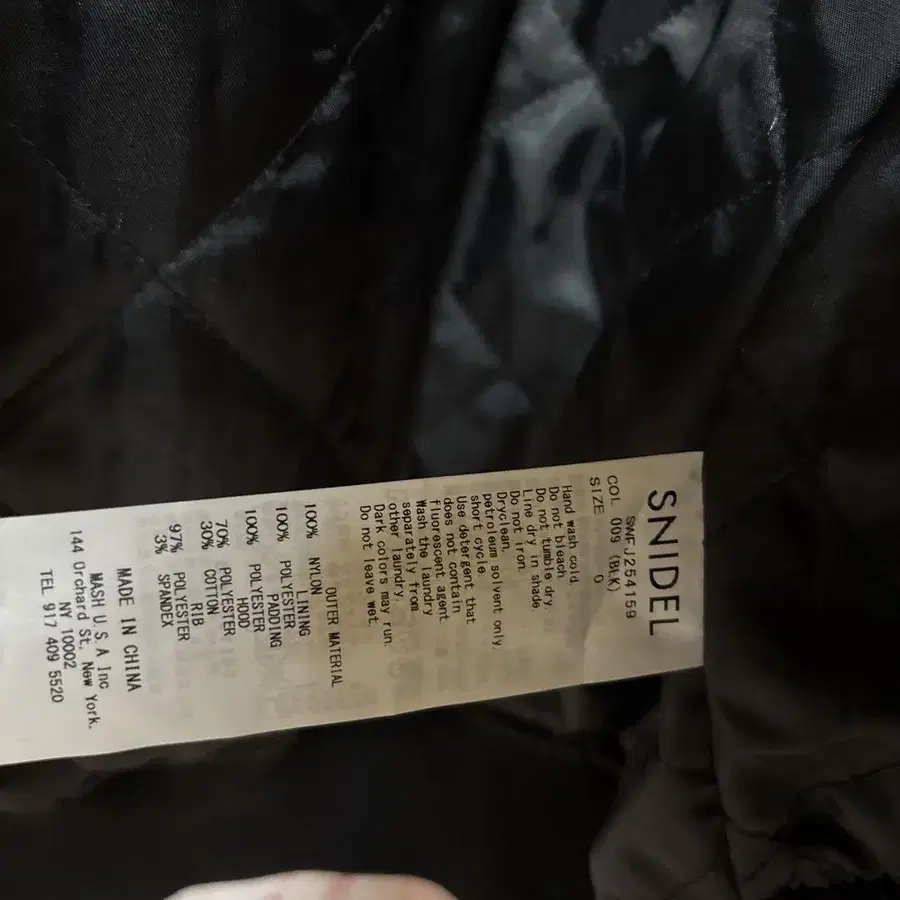 SNIDEL
SWFJ254159
COL 009 (BLK)
SIZE 0
Hand wash cold.
Do not bleach.
Do not tumble dry.
Line dry in shade
Do not iron.
Dryclean.
petroleum solvent only.
short cycle.
Use detergent that
does not contain
fluorescent agent.
Wash the laundry
separately from
other laundry.
Dark colors may run.
Do not leave wet.
OUTER MATERIAL
100% NYLON
LINING
100% POLYESTER
PADDING
100% POLYESTER
HOOD
70% POLYESTER
30% COTTON
RIB
97% POLYESTER
3% SPANDEX
MADE IN CHINA
MASH U.S.A Inc
144 Orchard St. New York.
NY 10002
TEL 917 409 5520